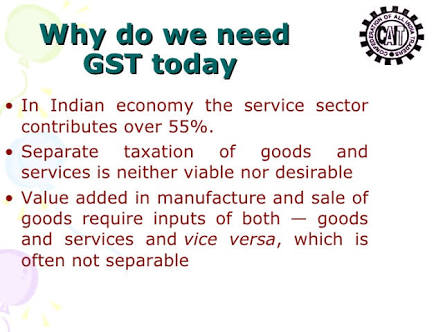 Why do we need
GST today
CONFEDERATION OF ALL INDIA TRADERS
CAIT
• In Indian economy the service sector
contributes over 55%.
• Separate taxation of goods and
services is neither viable nor desirable
• Value added in manufacture and sale of
goods require inputs of both — goods
and services and vice versa, which is
often not separable